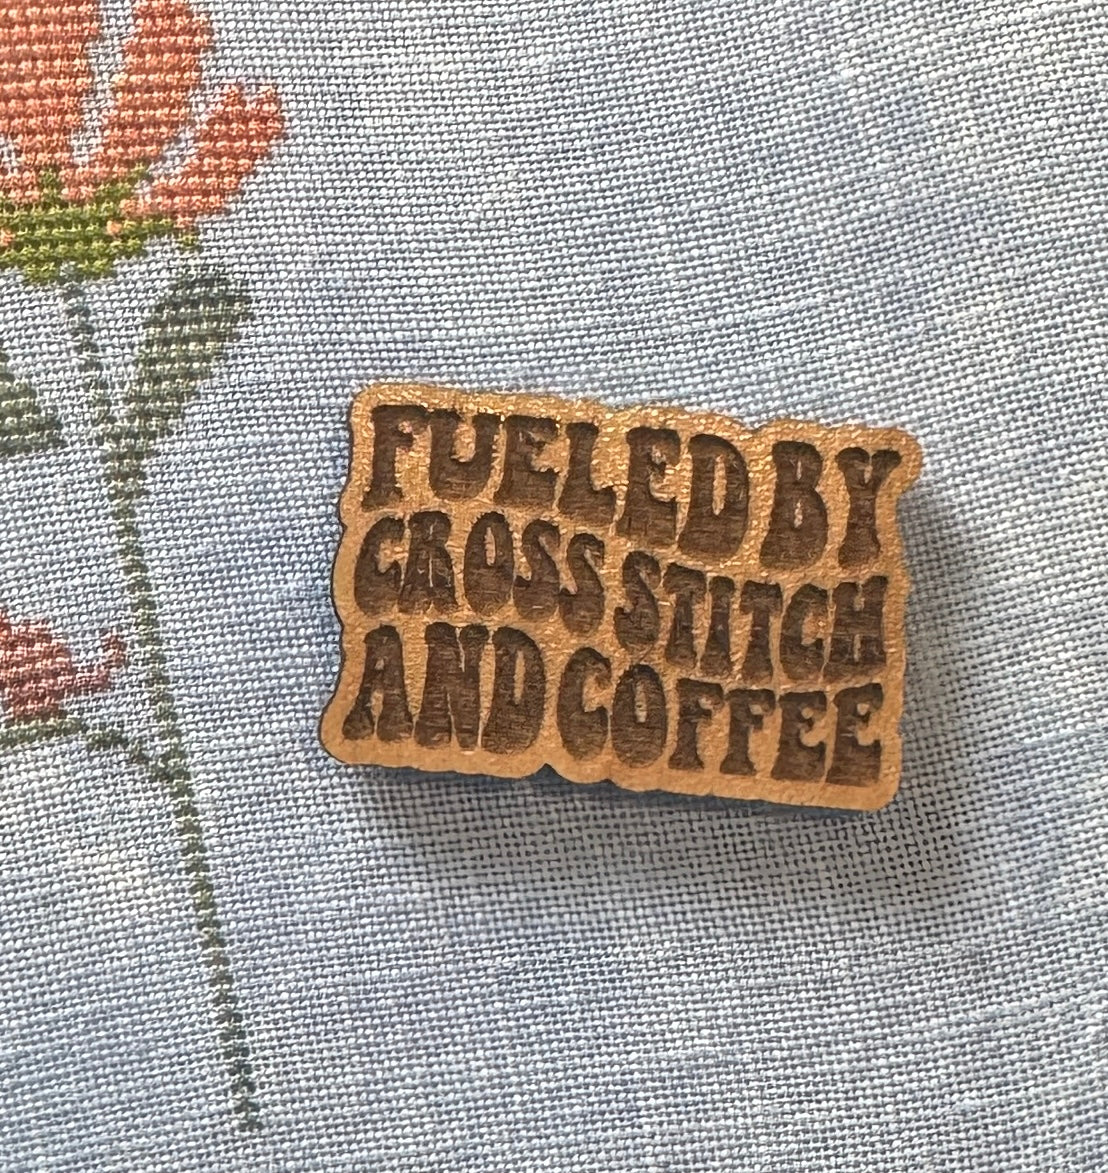 FUELED BY
CROSS STITCH
AND COFFEE